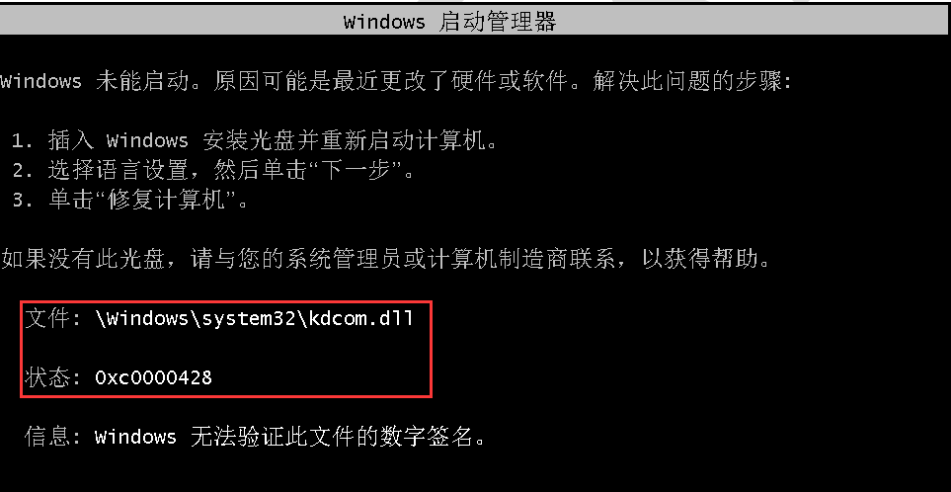 Windows 启动管理器
Windows 未能启动。原因可能是最近更改了硬件或软件。解决此问题的步骤:
1. 插入 Windows 安装光盘并重新启动计算机。
2. 选择语言设置，然后单击“下一步”。
3. 单击“修复计算机”。
如果没有此光盘，请与您的系统管理员或计算机制造商联系，以获得帮助。
文件: \Windows\system32\kdcom.dll
状态: 0xc0000428
信息: Windows 无法验证此文件的数字签名。